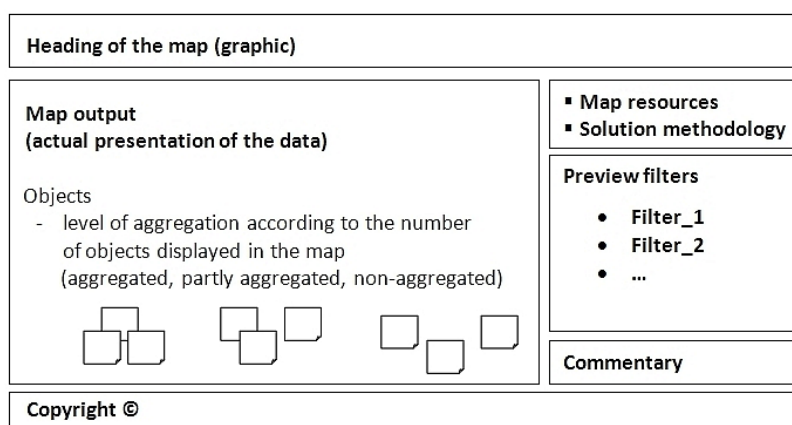 Heading of the map (graphic)
Map output
(actual presentation of the data)
Objects
- level of aggregation according to the number
of objects displayed in the map
(aggregated, partly aggregated, non-aggregated)
▪ Map resources
▪ Solution methodology
Preview filters
• Filter_1
• Filter_2
• ...
Commentary
Copyright ©